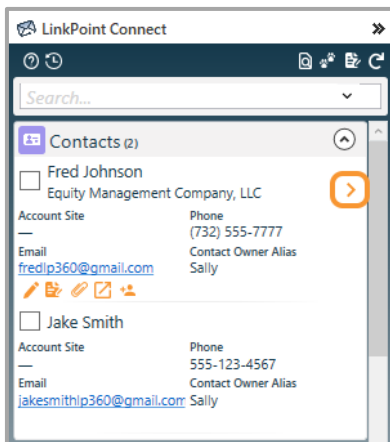 LinkPoint Connect
Search...
Contacts (2)
Fred Johnson
Equity Management Company, LLC
Account Site Phone
— (732) 555-7777
Email Contact Owner Alias
fredlp360@gmail.com Sally
Jake Smith
Account Site Phone
— 555-123-4567
Email Contact Owner Alias
jakesmithlp360@gmail.com Sally